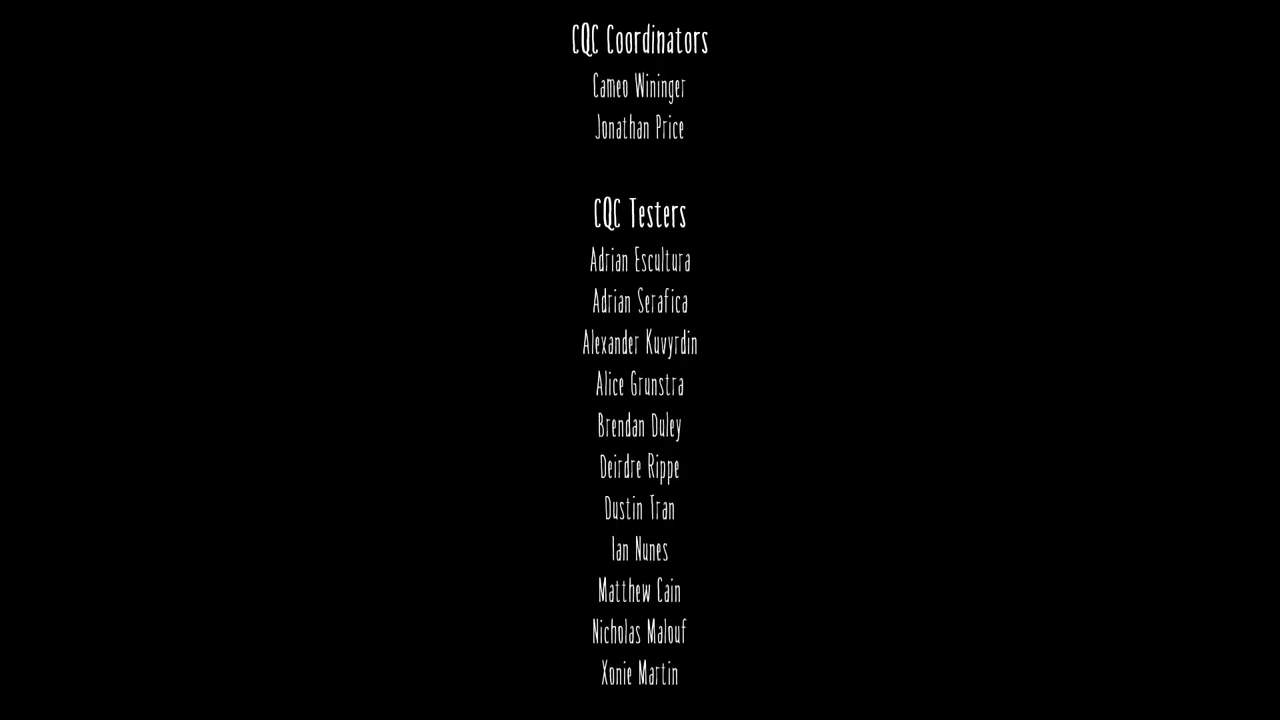 CQC Coordinators
Cameo Wininger
Jonathan Price
CQC Testers
Adrian Escultura
Adrian Serafica
Alexander Kuvyrdin
Alice Grunstra
Brendan Duley
Deirdre Rippe
Dustin Tran
Ian Nunes
Matthew Cain
Nicholas Malouf
Xonie Martin